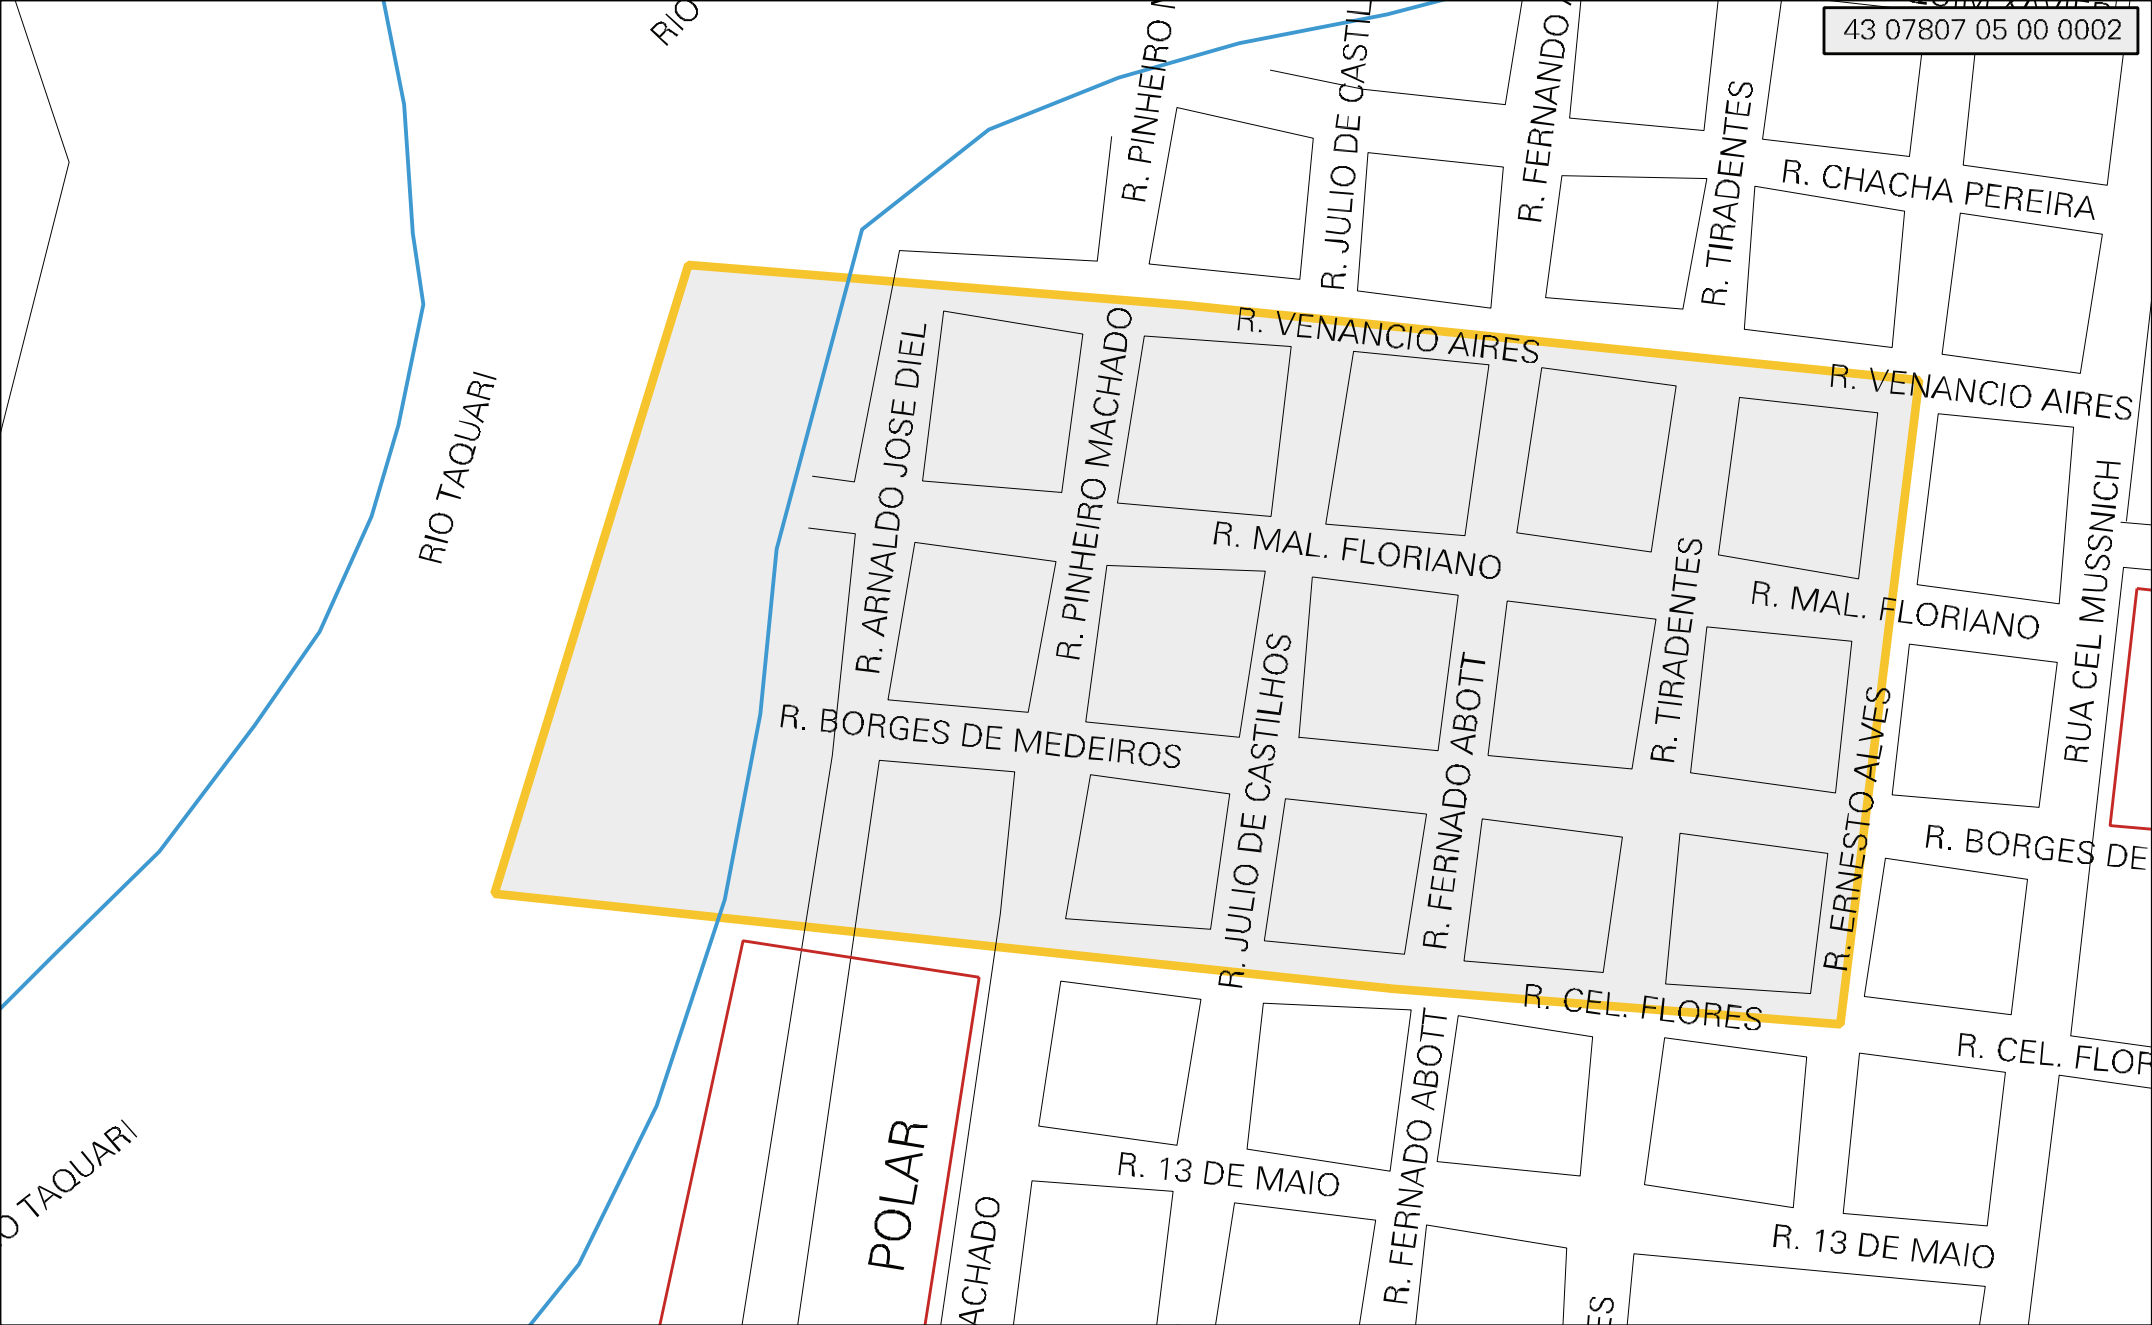 RIO
43 07807 05 00 0002
R. PINHEIRO
R. JULIO DE CASTIL
R. FERNANDO
R. TIRADENTES
R. CHACHA PEREIRA
R. VENANCIO AIRES
R. VENANCIO AIRES
RIO TAQUARI
R. ARNALDO JOSE DIEL
R. PINHEIRO MACHADO
R. MAL. FLORIANO
R. MAL. FLORIANO
R. TIRADENTES
RUA CEL MUSSNICH
R. BORGES DE MEDEIROS
R. JULIO DE CASTILHOS
R. FERNADO ABOTT
R. ERNESTO ALVES
R. BORGES DE
R. CEL. FLORES
R. CEL. FLOR
O TAQUARI
POLAR
R. 13 DE MAIO
R. FERNADO ABOTT
R. 13 DE MAIO
ACHADO
ES